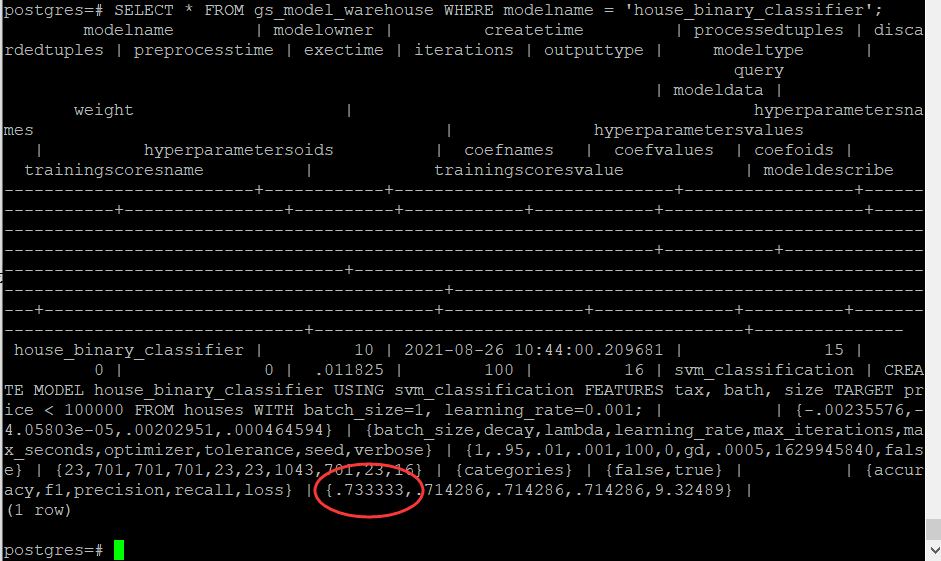 postgres=# SELECT * FROM gs_model_warehouse WHERE modelname = 'house_binary_classifier';
modelname | modelowner | createtime | processedtuples | disca
rdedtuples | preprocesstime | exectime | iterations | outputtype | modeltype |
query
| modeldata |
weight | hyperparametersna
mes | hyperparametersvalues
| hyperparametersoids | coefnames | coefvalues | coefoids |
trainingscoresname | trainingscoresvalue | modeldescribe
-------------------------+------------+----------------------------+-----------------+------
-----------+----------------+----------+------------+------------+--------------------+-----
--------------------------------------------------------------------------------------------
-----------------------------------------------------------------+-----------+--------------
----------------------------------+---------------------------------------------------------
--------------------------------------------+-----------------------------------------------
---+---------------------------------------+--------------+--------------+----------+-------
------------------------------+-------------------------------------------+---------------
house_binary_classifier | 10 | 2021-08-26 10:44:00.209681 | 15 |
0 | 0 | .011825 | 100 | 16 | svm_classification | CREA
TE MODEL house_binary_classifier USING svm_classification FEATURES tax, bath, size TARGET pr
ice < 100000 FROM houses WITH batch_size=1, learning_rate=0.001; | | {-.00235576,-
4.05803e-05,.00202951,.000464594} | {batch_size,decay,lambda,learning_rate,max_iterations,ma
x_seconds,optimizer,tolerance,seed,verbose} | {1,.95,.01,.001,100,0,gd,.0005,1629945840,fals
e} | {23,701,701,701,23,23,1043,701,23,16} | {categories} | {false,true} | | {accur
acy,f1,precision,recall,loss} | {.733333,.714286,.714286,.714286,9.32489} |
(1 row)
postgres=#